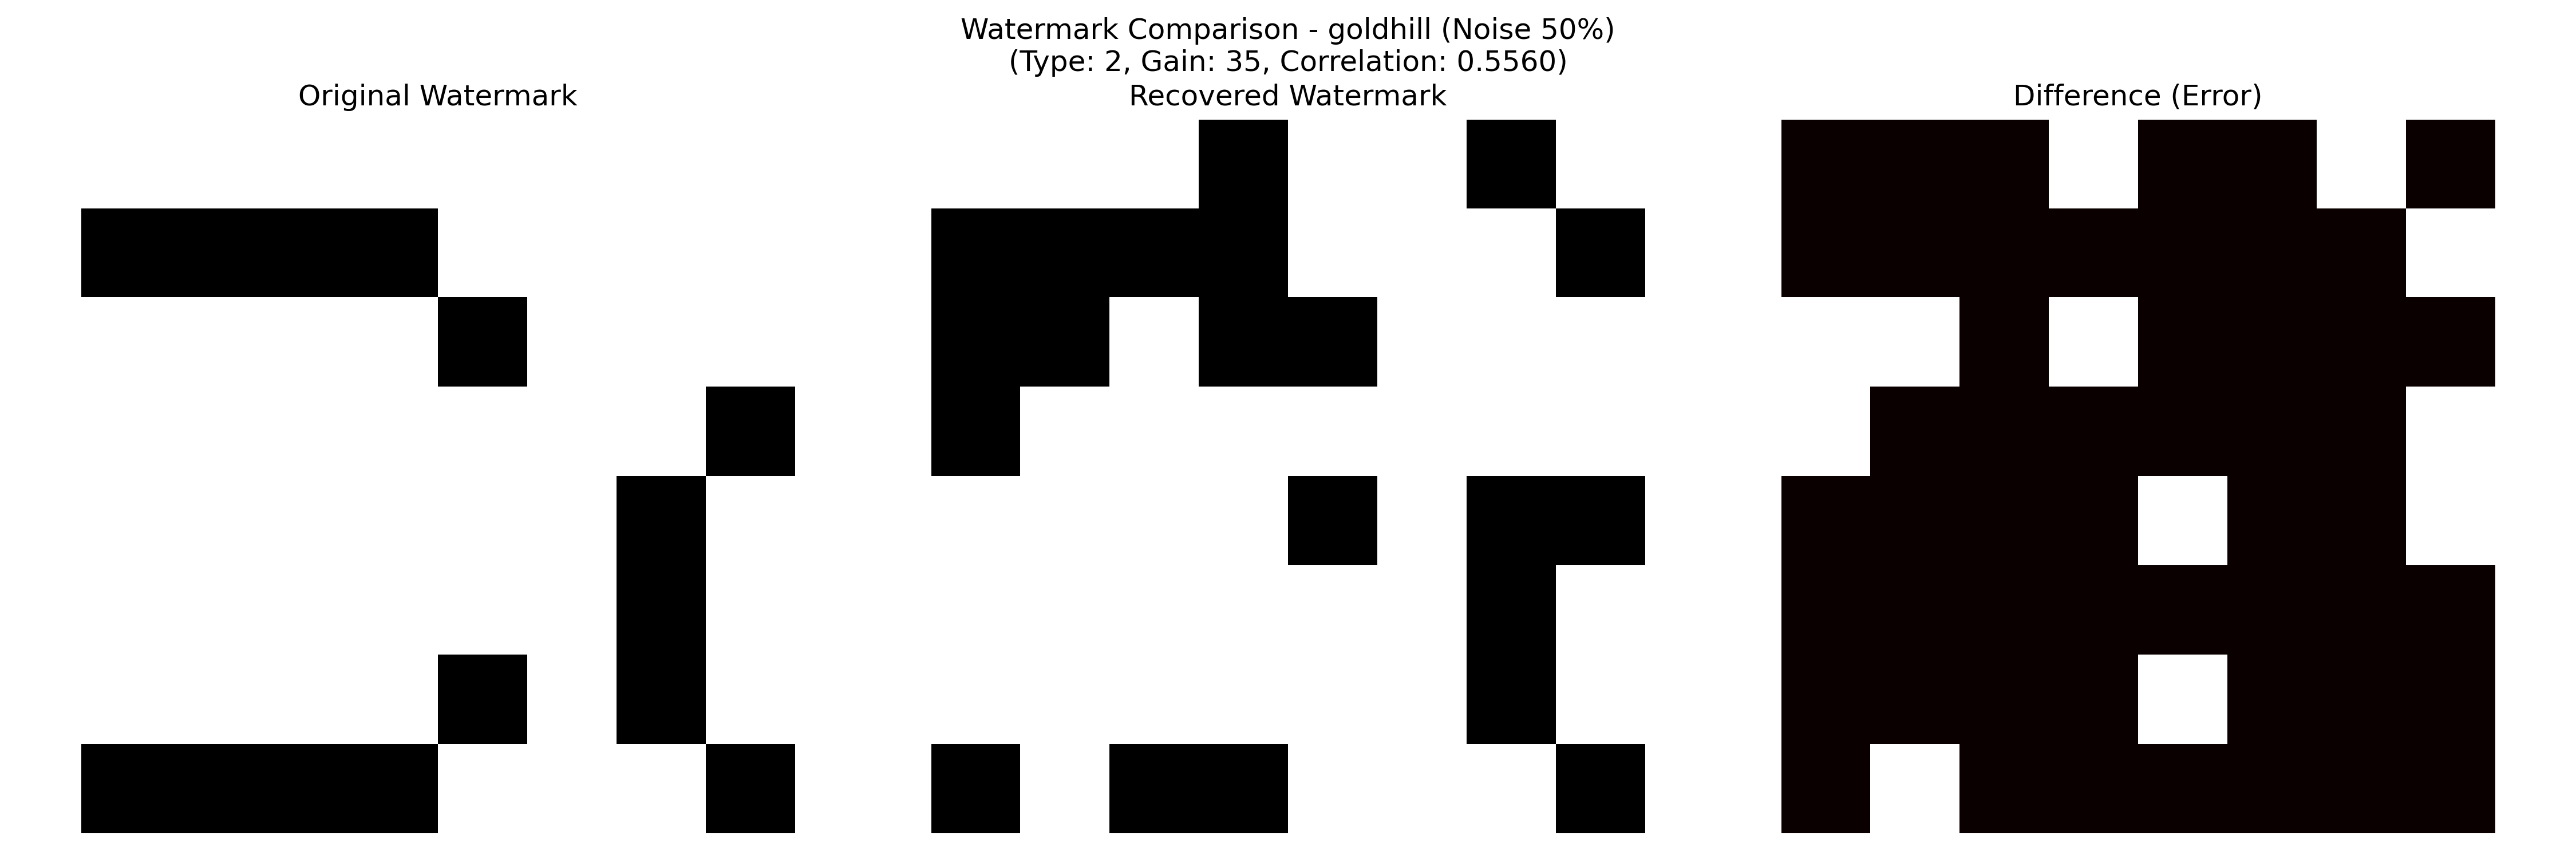 Watermark Comparison - goldhill (Noise 50%)
(Type: 2, Gain: 35, Correlation: 0.5560)
Original Watermark
Recovered Watermark
Difference (Error)